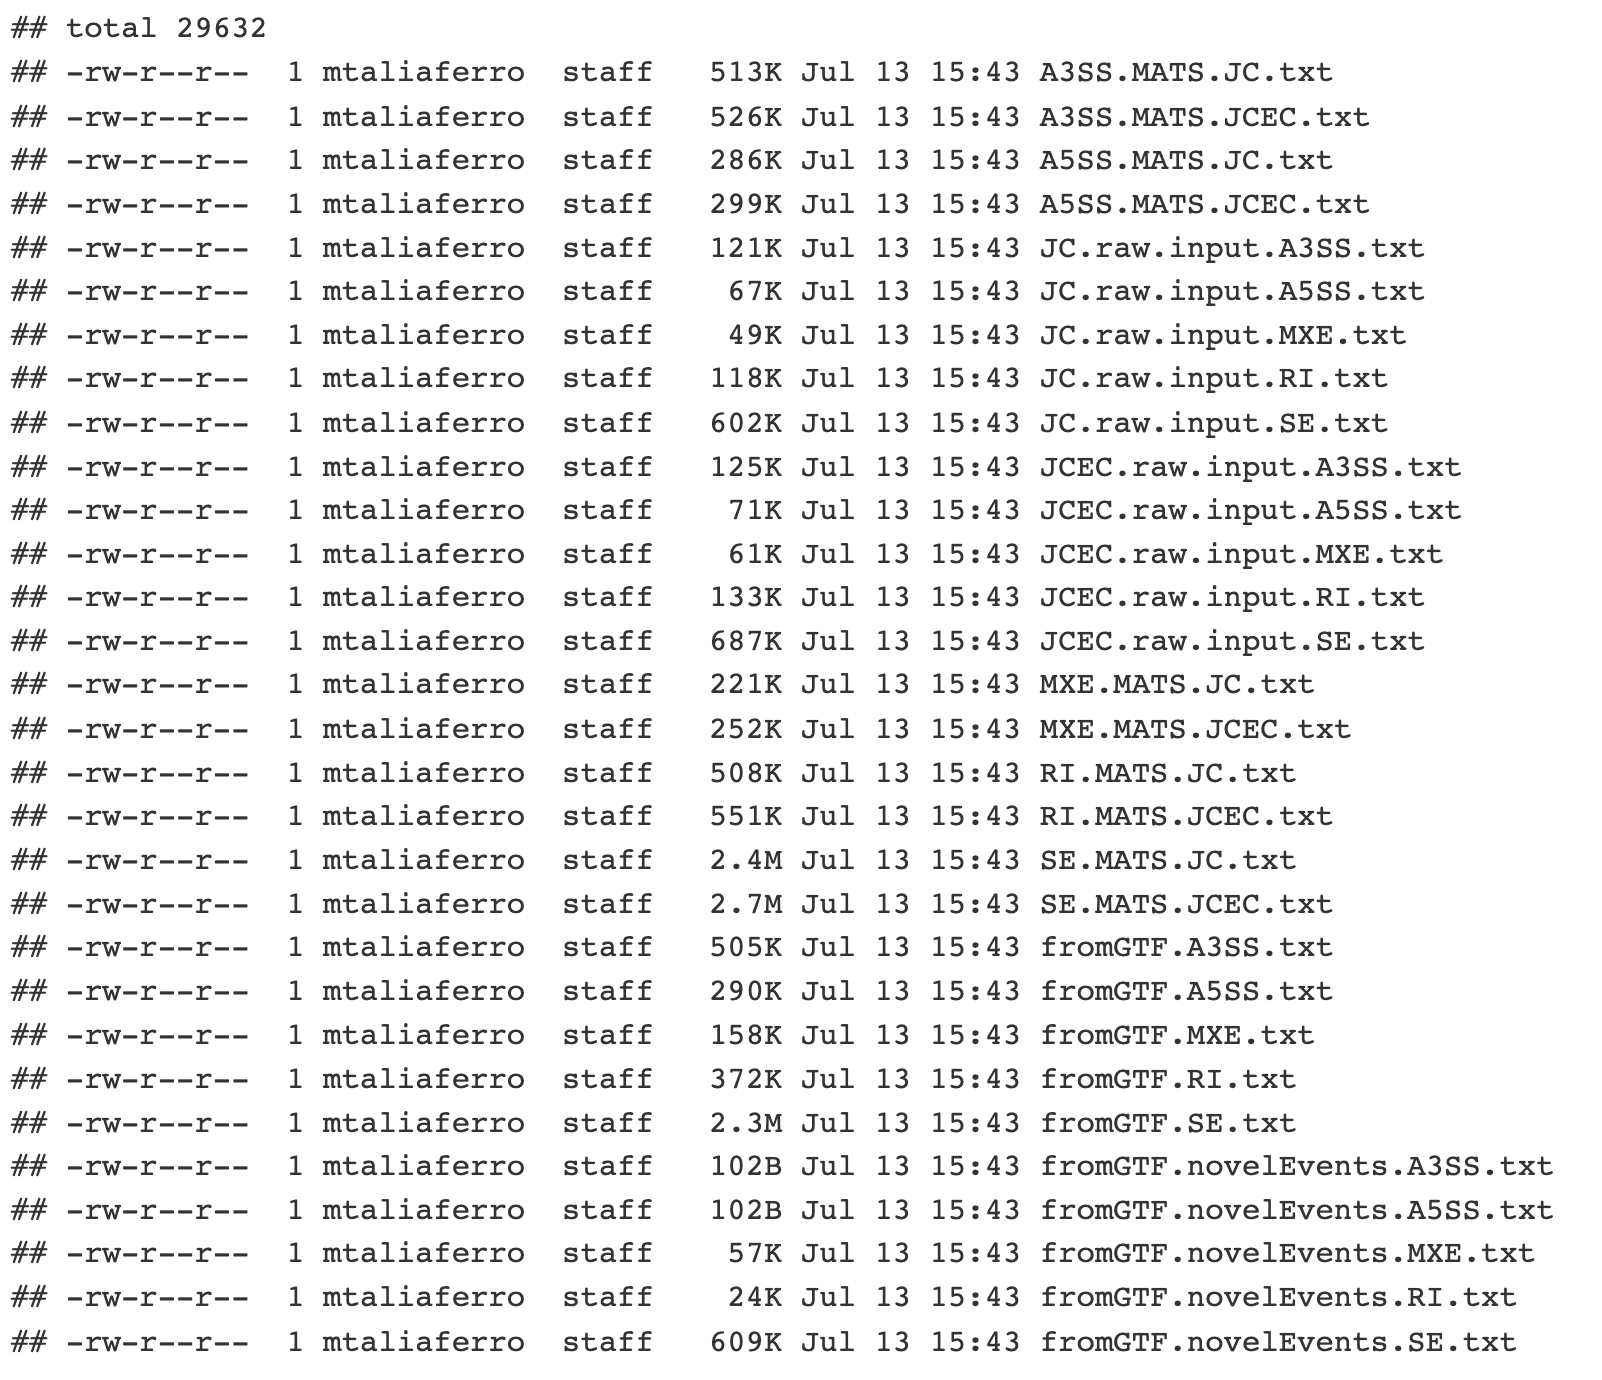 ## total 29632
## -rw-r--r--  1 mtaliaferro  staff   513K Jul 13 15:43 A3SS.MATS.JC.txt
## -rw-r--r--  1 mtaliaferro  staff   526K Jul 13 15:43 A3SS.MATS.JCEC.txt
## -rw-r--r--  1 mtaliaferro  staff   286K Jul 13 15:43 A5SS.MATS.JC.txt
## -rw-r--r--  1 mtaliaferro  staff   299K Jul 13 15:43 A5SS.MATS.JCEC.txt
## -rw-r--r--  1 mtaliaferro  staff   121K Jul 13 15:43 JC.raw.input.A3SS.txt
## -rw-r--r--  1 mtaliaferro  staff    67K Jul 13 15:43 JC.raw.input.A5SS.txt
## -rw-r--r--  1 mtaliaferro  staff    49K Jul 13 15:43 JC.raw.input.MXE.txt
## -rw-r--r--  1 mtaliaferro  staff   118K Jul 13 15:43 JC.raw.input.RI.txt
## -rw-r--r--  1 mtaliaferro  staff   602K Jul 13 15:43 JC.raw.input.SE.txt
## -rw-r--r--  1 mtaliaferro  staff   125K Jul 13 15:43 JCEC.raw.input.A3SS.txt
## -rw-r--r--  1 mtaliaferro  staff    71K Jul 13 15:43 JCEC.raw.input.A5SS.txt
## -rw-r--r--  1 mtaliaferro  staff    61K Jul 13 15:43 JCEC.raw.input.MXE.txt
## -rw-r--r--  1 mtaliaferro  staff   133K Jul 13 15:43 JCEC.raw.input.RI.txt
## -rw-r--r--  1 mtaliaferro  staff   687K Jul 13 15:43 JCEC.raw.input.SE.txt
## -rw-r--r--  1 mtaliaferro  staff   221K Jul 13 15:43 MXE.MATS.JC.txt
## -rw-r--r--  1 mtaliaferro  staff   252K Jul 13 15:43 MXE.MATS.JCEC.txt
## -rw-r--r--  1 mtaliaferro  staff   508K Jul 13 15:43 RI.MATS.JC.txt
## -rw-r--r--  1 mtaliaferro  staff   551K Jul 13 15:43 RI.MATS.JCEC.txt
## -rw-r--r--  1 mtaliaferro  staff   2.4M Jul 13 15:43 SE.MATS.JC.txt
## -rw-r--r--  1 mtaliaferro  staff   2.7M Jul 13 15:43 SE.MATS.JCEC.txt
## -rw-r--r--  1 mtaliaferro  staff   505K Jul 13 15:43 fromGTF.A3SS.txt
## -rw-r--r--  1 mtaliaferro  staff   290K Jul 13 15:43 fromGTF.A5SS.txt
## -rw-r--r--  1 mtaliaferro  staff   158K Jul 13 15:43 fromGTF.MXE.txt
## -rw-r--r--  1 mtaliaferro  staff   372K Jul 13 15:43 fromGTF.RI.txt
## -rw-r--r--  1 mtaliaferro  staff   2.3M Jul 13 15:43 fromGTF.SE.txt
## -rw-r--r--  1 mtaliaferro  staff   102B Jul 13 15:43 fromGTF.novelEvents.A3SS.txt
## -rw-r--r--  1 mtaliaferro  staff   102B Jul 13 15:43 fromGTF.novelEvents.A5SS.txt
## -rw-r--r--  1 mtaliaferro  staff    57K Jul 13 15:43 fromGTF.novelEvents.MXE.txt
## -rw-r--r--  1 mtaliaferro  staff    24K Jul 13 15:43 fromGTF.novelEvents.RI.txt
## -rw-r--r--  1 mtaliaferro  staff   609K Jul 13 15:43 fromGTF.novelEvents.SE.txt